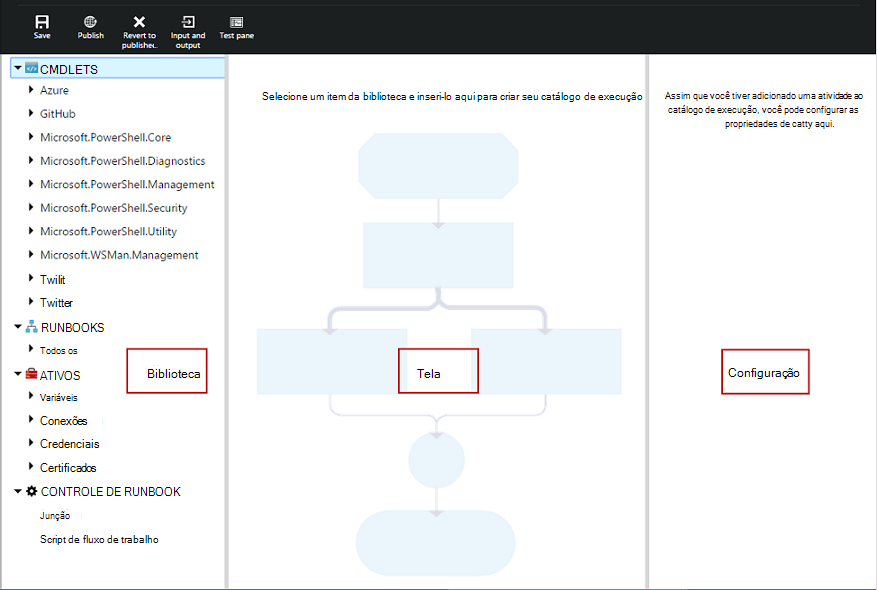 Save
Publish
Revert to
publishe..
Input and
output
Test pane
CMDLETS
Azure
GitHub
Microsoft.PowerShell.Core
Microsoft.PowerShell.Diagnostics
Microsoft.PowerShell.Management
Microsoft.PowerShell.Security
Microsoft.PowerShell.Utility
Microsoft.WSMan.Management
Twilit
Twitter
RUNBOOKS
Todos os
ATIVOS
Variáveis
Conexões
Credenciais
Certificados
CONTROLE DE RUNBOOK
Junção
Script de fluxo de trabalho
Biblioteca
Selecione um item da biblioteca e inseri-lo aqui para criar seu catálogo de execução
Tela
Assim que você tiver adicionado uma atividade ao
catálogo de execução, você pode configurar as
propriedades de catty aqui.
Configuração